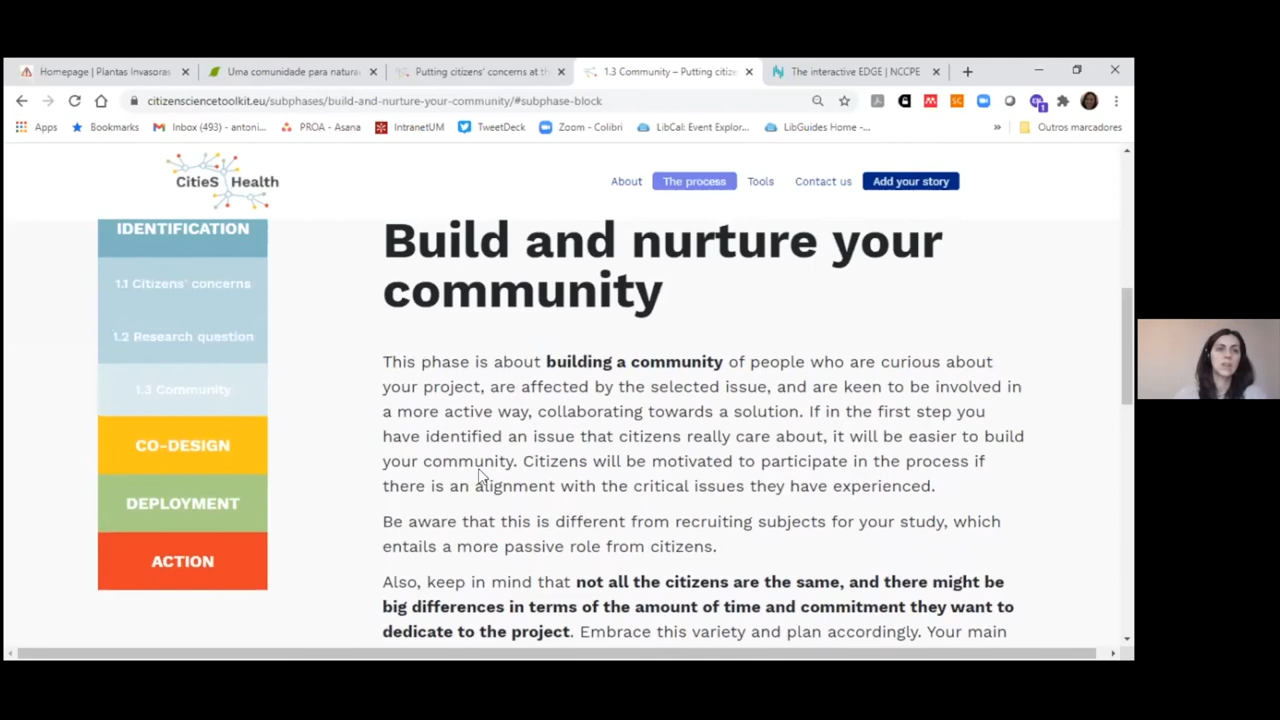 Homepage | Plantas Invasoras
Uma comunidade para natura
Putting citizens' concerns at th
1.3 Community – Putting citize
The interactive EDGE | NCCPE
citizensciencetoolkit.eu/subphases/build-and-nurture-your-community/#subphase-block
Apps
Bookmarks
Inbox (493) – antoni...
PROA - Asana
IntranetUM
TweetDeck
Zoom - Colibri
LibCal: Event Explor...
LibGuides Home -...
»
Outros marcadores
CitieS Health
About
The process
Tools
Contact us
Add your story
IDENTIFICATION
1.1 Citizens' concerns
1.2 Research question
1.3 Community
CO-DESIGN
DEPLOYMENT
ACTION
Build and nurture your
community
This phase is about building a community of people who are curious about
your project, are affected by the selected issue, and are keen to be involved in
a more active way, collaborating towards a solution. If in the first step you
have identified an issue that citizens really care about, it will be easier to build
your community. Citizens will be motivated to participate in the process if
there is an alignment with the critical issues they have experienced.
Be aware that this is different from recruiting subjects for your study, which
entails a more passive role from citizens.
Also, keep in mind that not all the citizens are the same, and there might be
big differences in terms of the amount of time and commitment they want to
dedicate to the project. Embrace this variety and plan accordingly. Your main